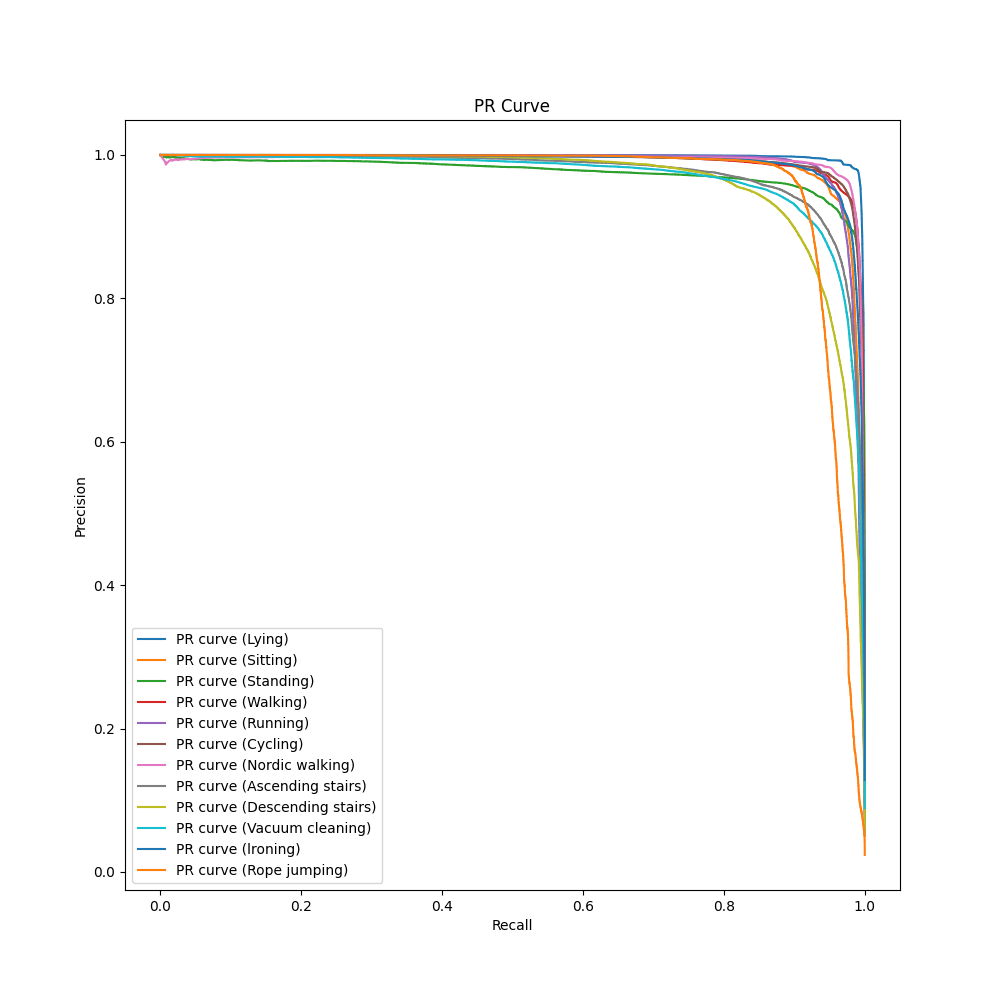 PR Curve
1.0
0.8
0.6
0.4
0.2
0.0
Precision
PR curve (Lying)
PR curve (Sitting)
PR curve (Standing)
PR curve (Walking)
PR curve (Running)
PR curve (Cycling)
PR curve (Nordic walking)
PR curve (Ascending stairs)
PR curve (Descending stairs)
PR curve (Vacuum cleaning)
PR curve (Ironing)
PR curve (Rope jumping)
0.0 0.2 0.4 0.6 0.8 1.0
Recall